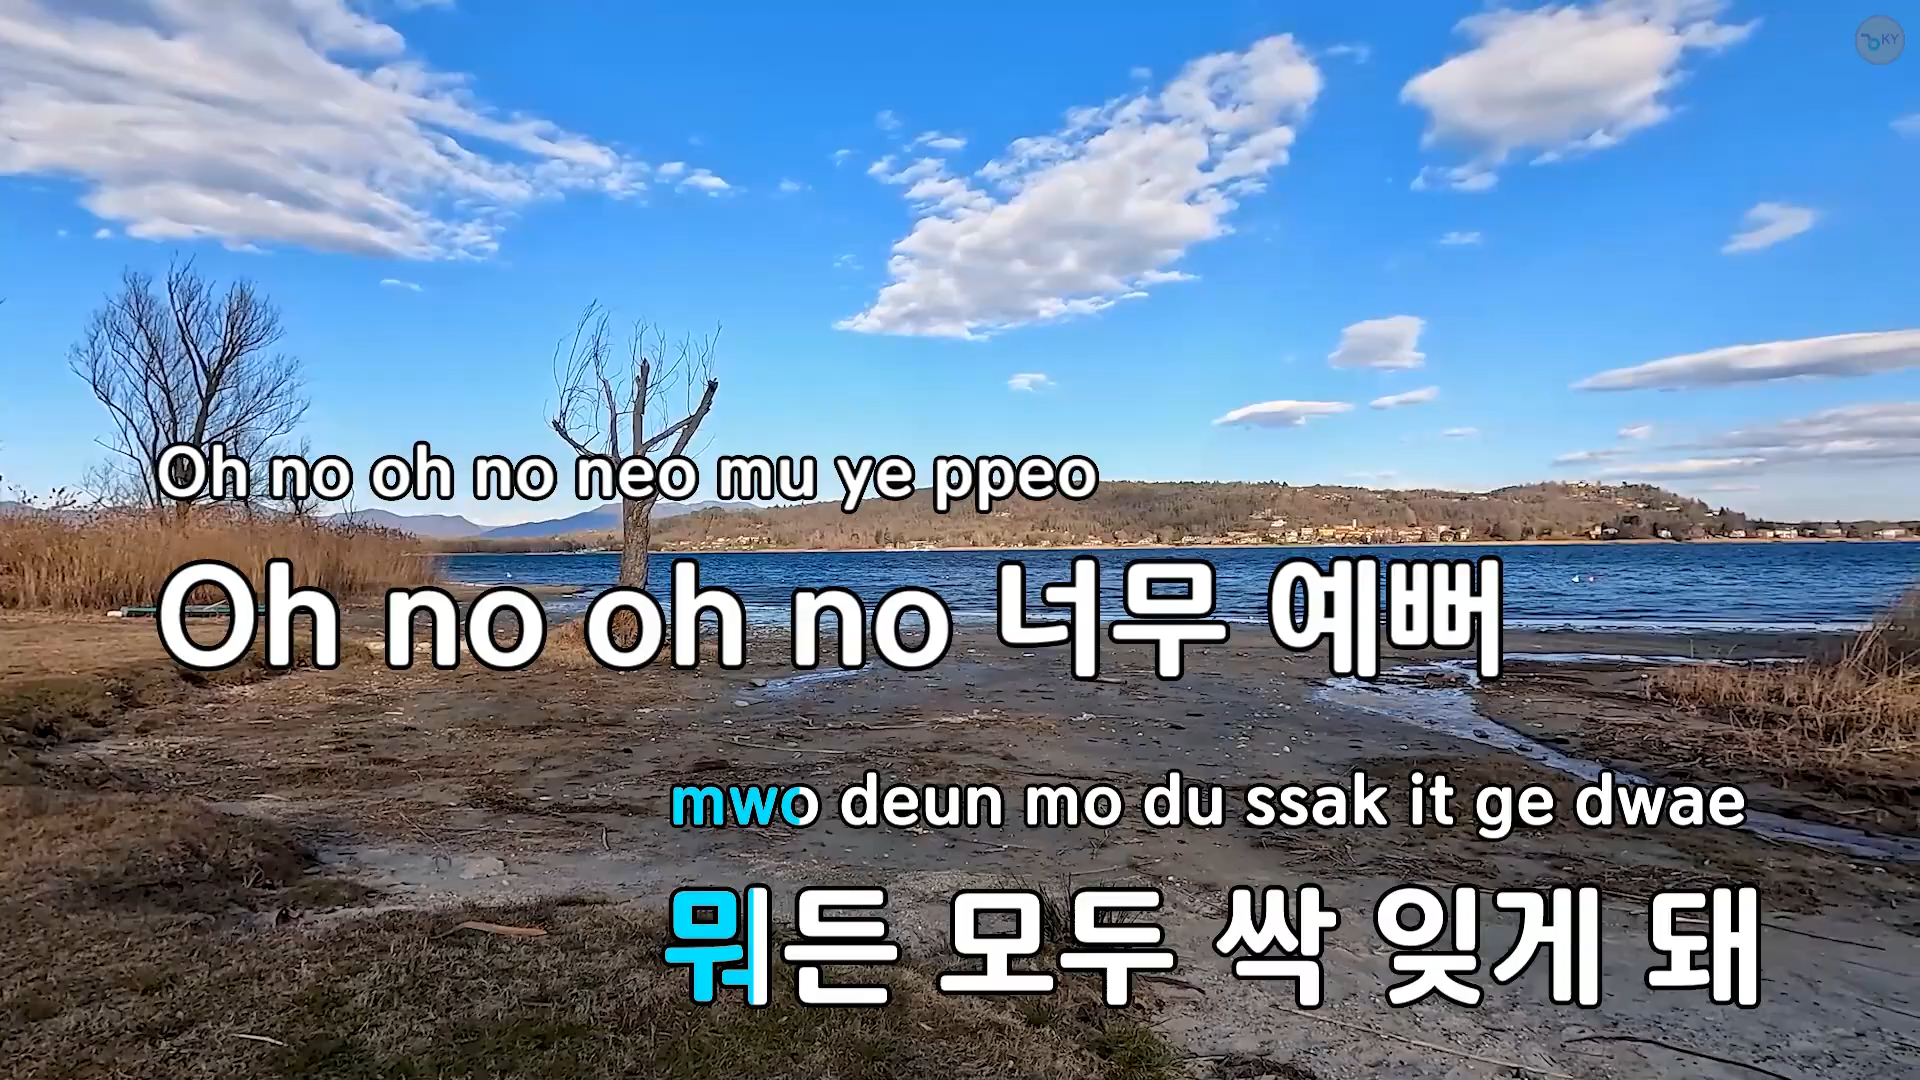 KY
Oh no oh no neo mu ye ppeo
Oh no oh no 너무 예뻐
mwo deun mo du ssak it ge dwae
뭐든 모두 싹 잊게 돼